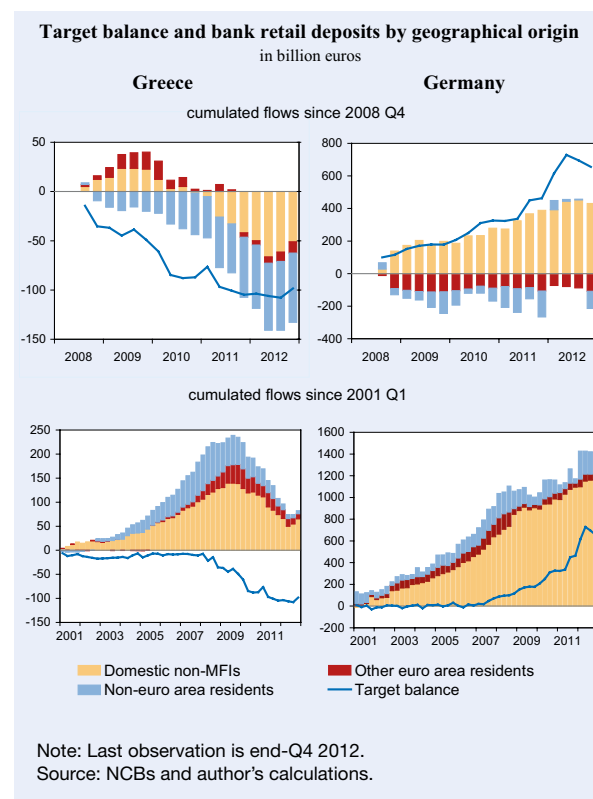 Target balance and bank retail deposits by geographical origin
in billion euros
Greece
Germany
cumulated flows since 2008 Q4
50
0
-50
-100
-150
2008 2009 2010 2011 2012
800
600
400
200
0
-200
-400
2008 2009 2010 2011 2012
cumulated flows since 2001 Q1
250
200
150
100
50
0
-50
-100
-150
2001 2003 2005 2007 2009 2011
1600
1400
1200
1000
800
600
400
200
0
-200
2001 2003 2005 2007 2009 2011
Domestic non-MFIs
Other euro area residents
Non-euro area residents
Target balance
Note: Last observation is end-Q4 2012.
Source: NCBs and author's calculations.